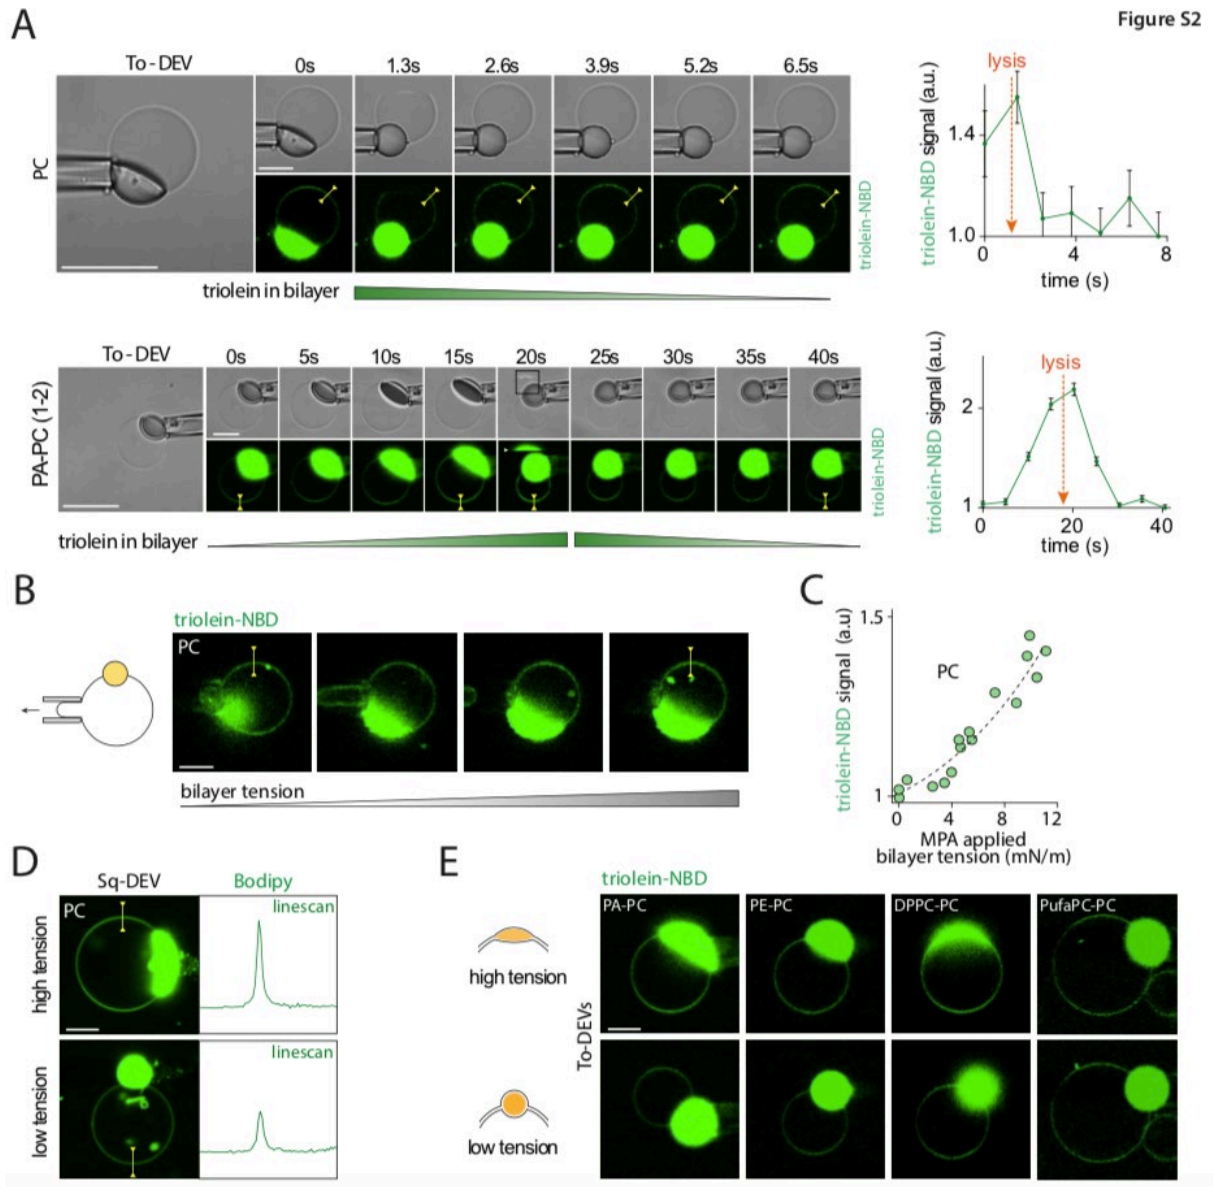 Figure S2
A
To - DEV
0s 1.3s 2.6s 3.9s 5.2s 6.5s
PC
triolein-NBD
triolein in bilayer
triolein-NBD signal (a.u.)
lysis
1.4
1.0
0 4 8
time (s)
To - DEV
0s 5s 10s 15s 20s 25s 30s 35s 40s
PA-PC (1-2)
triolein-NBD
triolein in bilayer
triolein-NBD signal (a.u.)
lysis
2
1
0 20 40
time (s)
B
triolein-NBD
PC
bilayer tension
C
triolein-NBD signal (a.u)
1.5
PC
1
0 4 8 12
MPA applied
bilayer tension (mN/m)
D
Sq-DEV Bodipy
high tension
PC
linescan
low tension
linescan
E
triolein-NBD
high tension
low tension
To-DEVs
PA-PC PE-PC DPPC-PC PufaPC-PC